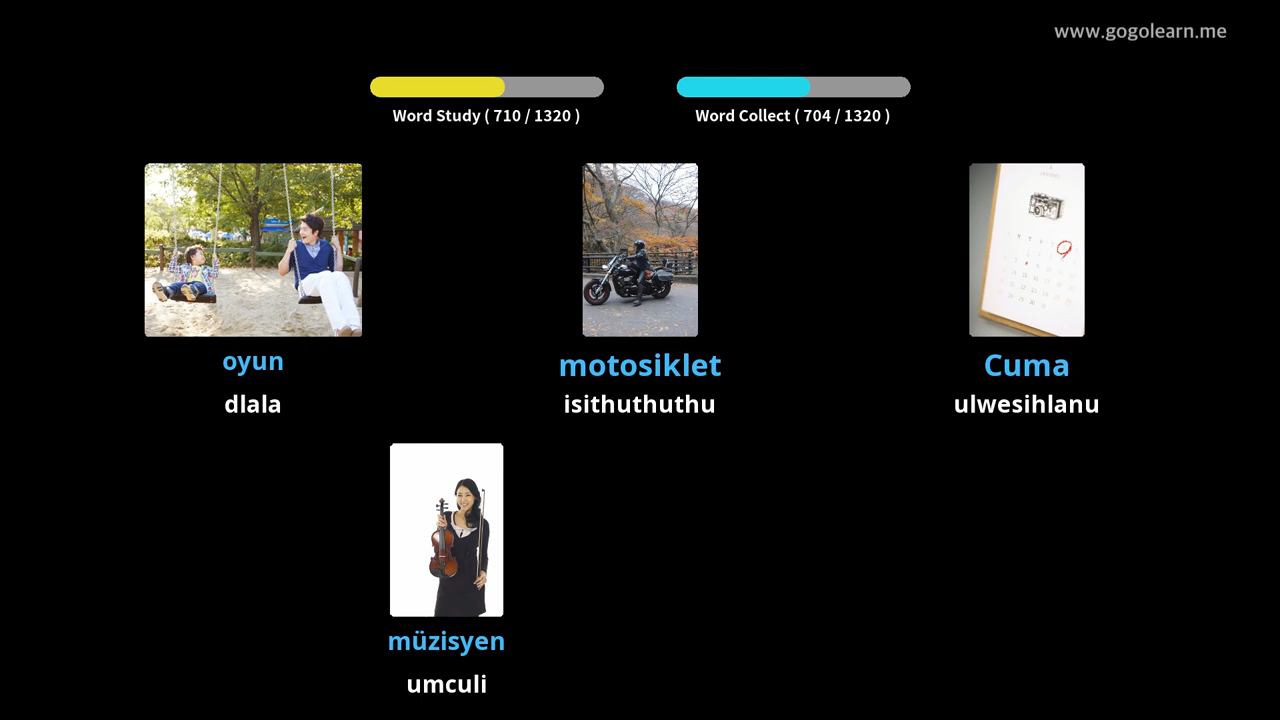 www.gogolearn.me
Word Study ( 710 / 1320 )
Word Collect ( 704 / 1320 )
oyun
motosiklet
Cuma
dlala
isithuthuthu
ulwesihlanu
müzisyen
umculi